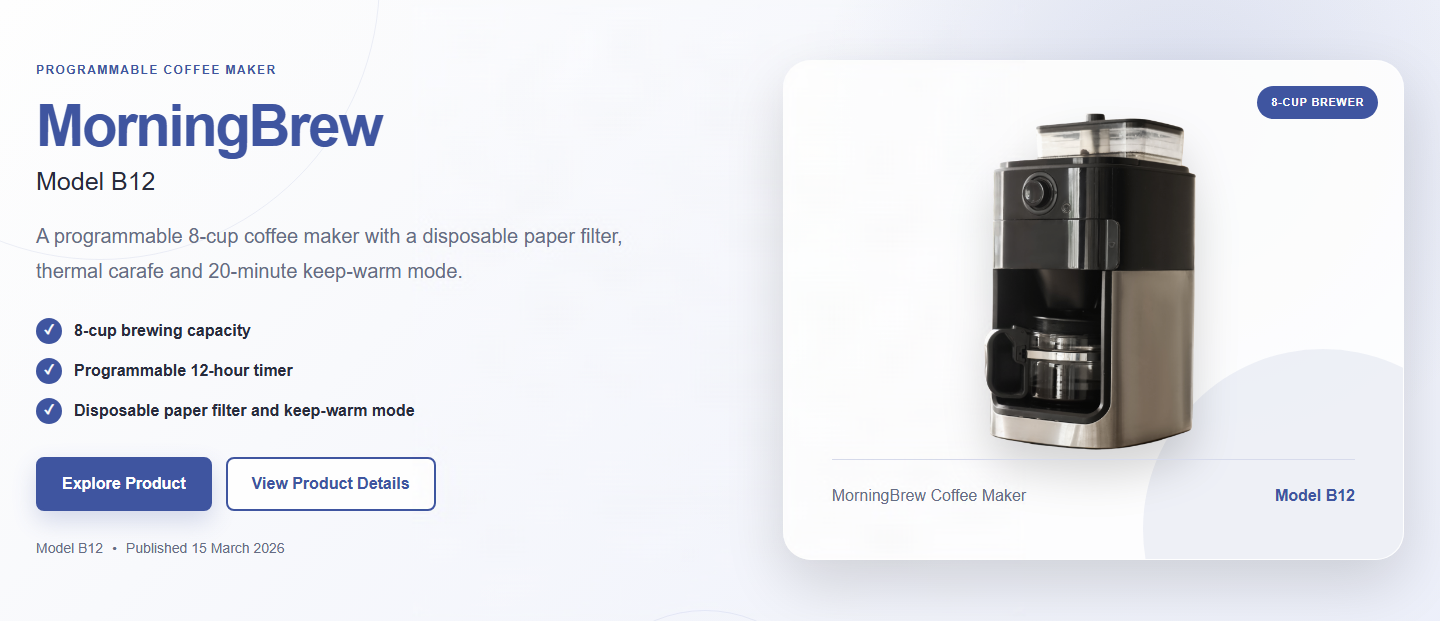 PROGRAMMABLE COFFEE MAKER
MorningBrew
Model B12
A programmable 8-cup coffee maker with a disposable paper filter,
thermal carafe and 20-minute keep-warm mode.
8-cup brewing capacity
Programmable 12-hour timer
Disposable paper filter and keep-warm mode
Explore Product
View Product Details
Model B12 • Published 15 March 2026
8-CUP BREWER
MorningBrew Coffee Maker
Model B12